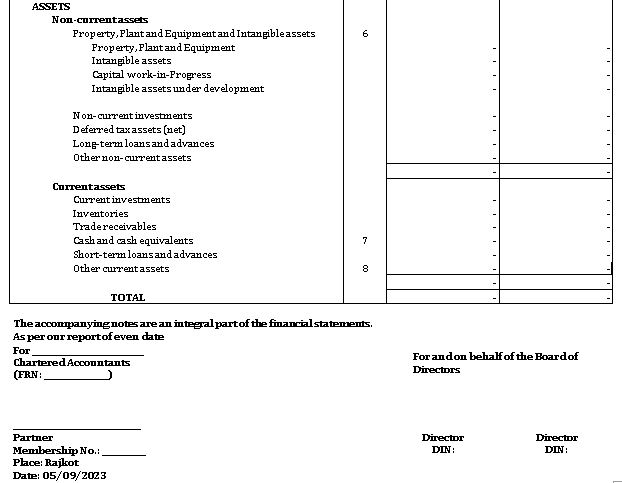 ASSETS
Non-current assets
Property, Plant and Equipment and Intangible assets 6
Property, Plant and Equipment - -
Intangible assets - -
Capital work-in-Progress - -
Intangible assets under development - -
Non-current investments - -
Deferred tax assets (net) - -
Long-term loans and advances - -
Other non-current assets - -
- -
Current assets
Current investments - -
Inventories - -
Trade receivables - -
Cash and cash equivalents 7 - -
Short-term loans and advances - -
Other current assets 8 - -
- -
TOTAL - -
The accompanying notes are an integral part of the financial statements.
As per our report of even date
For ____________________
Chartered Accountants
(FRN: ____________)
For and on behalf of the Board of
Directors
_______________________
Partner
Membership No.: ________
Place: Rajkot
Date: 05/09/2023
Director Director
DIN: DIN: